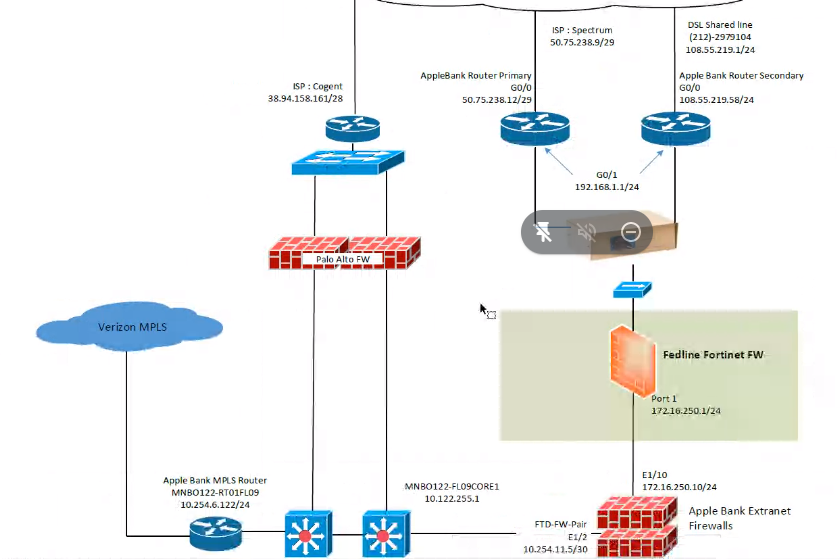 ISP : Spectrum
50.75.238.9/29
DSL Shared line
(212)-2979104
108.55.219.1/24
ISP : Cogent
38.94.158.161/28
AppleBank Router Primary
G0/0
50.75.238.12/29
Apple Bank Router Secondary
G0/0
108.55.219.58/24
G0/1
192.168.1.1/24
Palo Alto FW
Verizon MPLS
Fedline Fortinet FW
Port 1
172.16.250.1/24
Apple Bank MPLS Router
MNBO122-RT01FL09
10.254.6.122/24
MNBO122-FL09CORE1
10.122.255.1
E1/10
172.16.250.10/24
FTD-FW-Pair
E1/2
10.254.11.5/30
Apple Bank Extranet
Firewalls